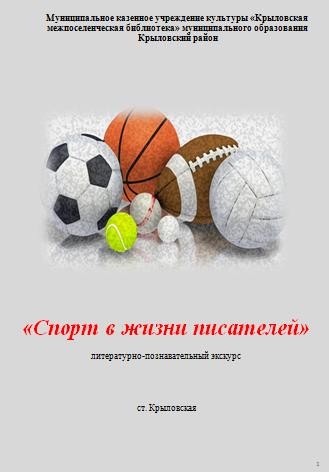 Муниципальное казенное учреждение культуры «Крыловская
межпоселенческая библиотека» муниципального образования
Крыловский район
«Спорт в жизни писателей»
литературно-познавательный экскурс
ст. Крыловская
1